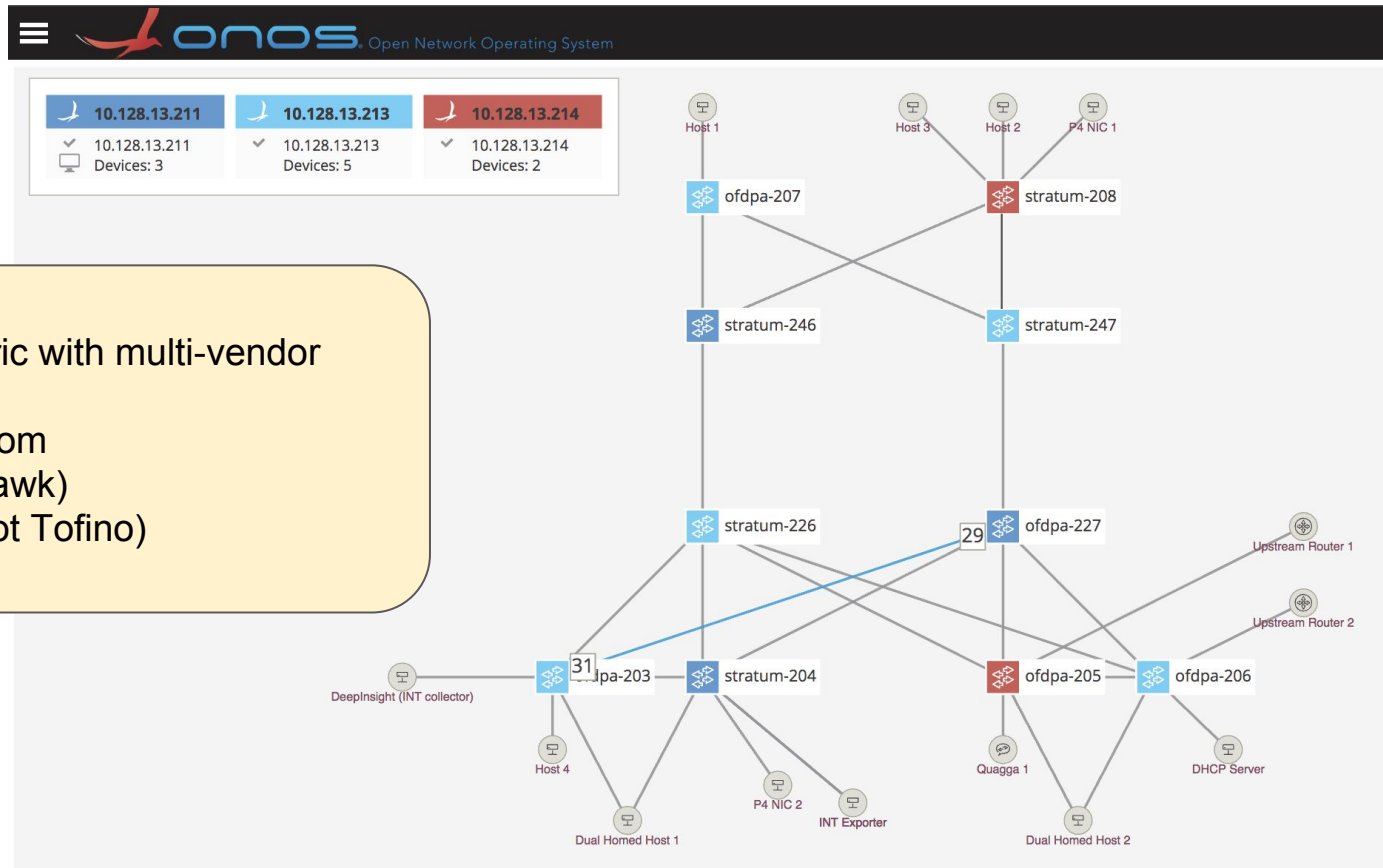 ONOS. Open Network Operating System
10.128.13.211
10.128.13.213
10.128.13.214
10.128.13.211
Devices: 3
10.128.13.213
Devices: 5
10.128.13.214
Devices: 2
Host 1
Host 3
Host 2
P4 NIC 1
ofdpa-207
stratum-208
ric with multi-vendor
stratum-246
stratum-247
om
awk)
ot Tofino)
stratum-226
29
ofdpa-227
Upstream Router 1
Upstream Router 2
31
dpa-203
stratum-204
ofdpa-205
ofdpa-206
DeepInsight (INT collector)
Host 4
Quagga 1
DHCP Server
P4 NIC 2
INT Exporter
Dual Homed Host 1
Dual Homed Host 2